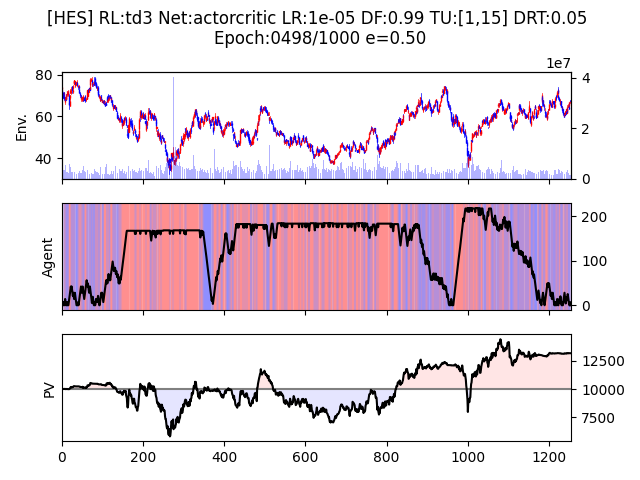 [HES] RL:td3 Net:actorcritic LR:1e-05 DF:0.99 TU:[1,15] DRT:0.05
Epoch:0498/1000 e=0.50
1e7
80
60
40
Env.
4
2
0
Agent
200
100
0
PV
12500
10000
7500
0 200 400 600 800 1000 1200